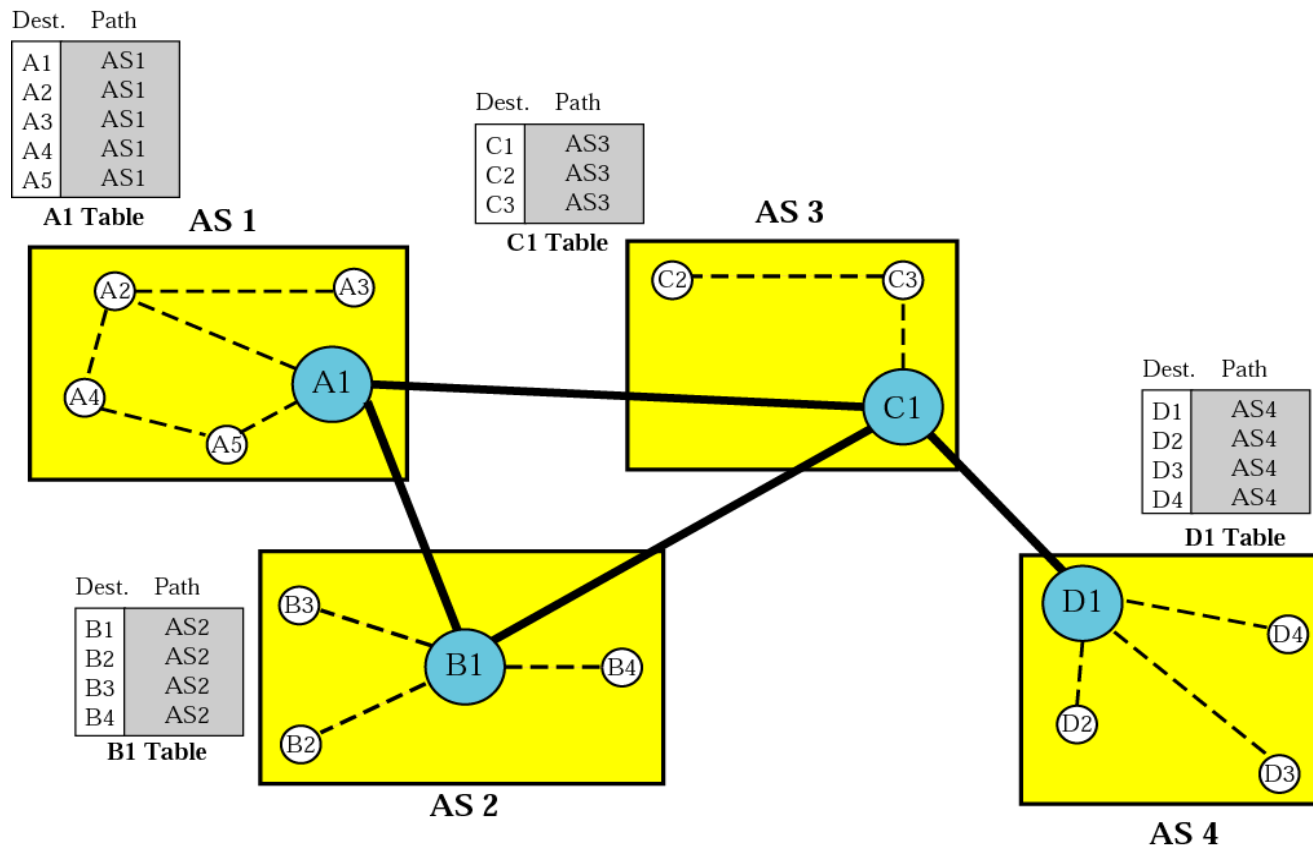 Dest. Path
A1 AS1
A2 AS1
A3 AS1
A4 AS1
A5 AS1
A1 Table
AS 1
Dest. Path
C1 AS3
C2 AS3
C3 AS3
C1 Table
AS 3
A2
A3
A4
A5
A1
C2
C3
C1
Dest. Path
D1 AS4
D2 AS4
D3 AS4
D4 AS4
D1 Table
Dest. Path
B1 AS2
B2 AS2
B3 AS2
B4 AS2
B1 Table
B3
B1
B4
B2
AS 2
D1
D4
D2
D3
AS 4